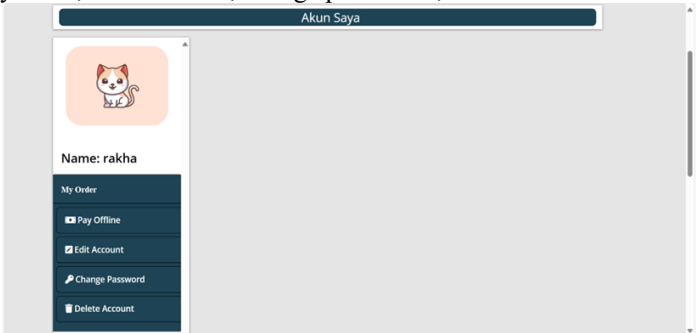 Akun Saya
Name: rakha
My Order
Pay Offline
Edit Account
Change Password
Delete Account